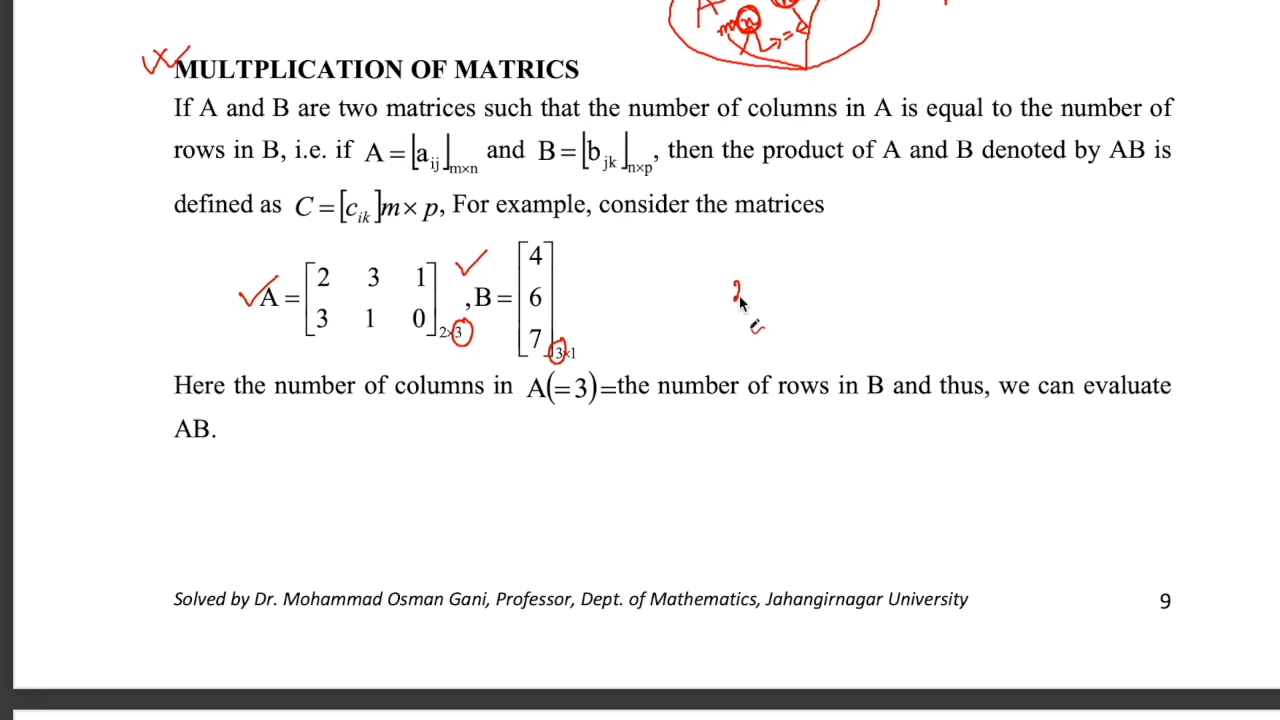 A
MULTPLICATION OF MATRICS
If A and B are two matrices such that the number of columns in A is equal to the number of
rows in B, i.e. if A = [a_ij]_m×n and B = [b_jk]_n×p, then the product of A and B denoted by AB is
defined as C = [c_ik]m × p, For example, consider the matrices
A = [2 3 1; 3 1 0]_2×3, B = [4; 6; 7]_3×1
2
Here the number of columns in A(=3)=the number of rows in B and thus, we can evaluate
AB.
Solved by Dr. Mohammad Osman Gani, Professor, Dept. of Mathematics, Jahangirnagar University 9